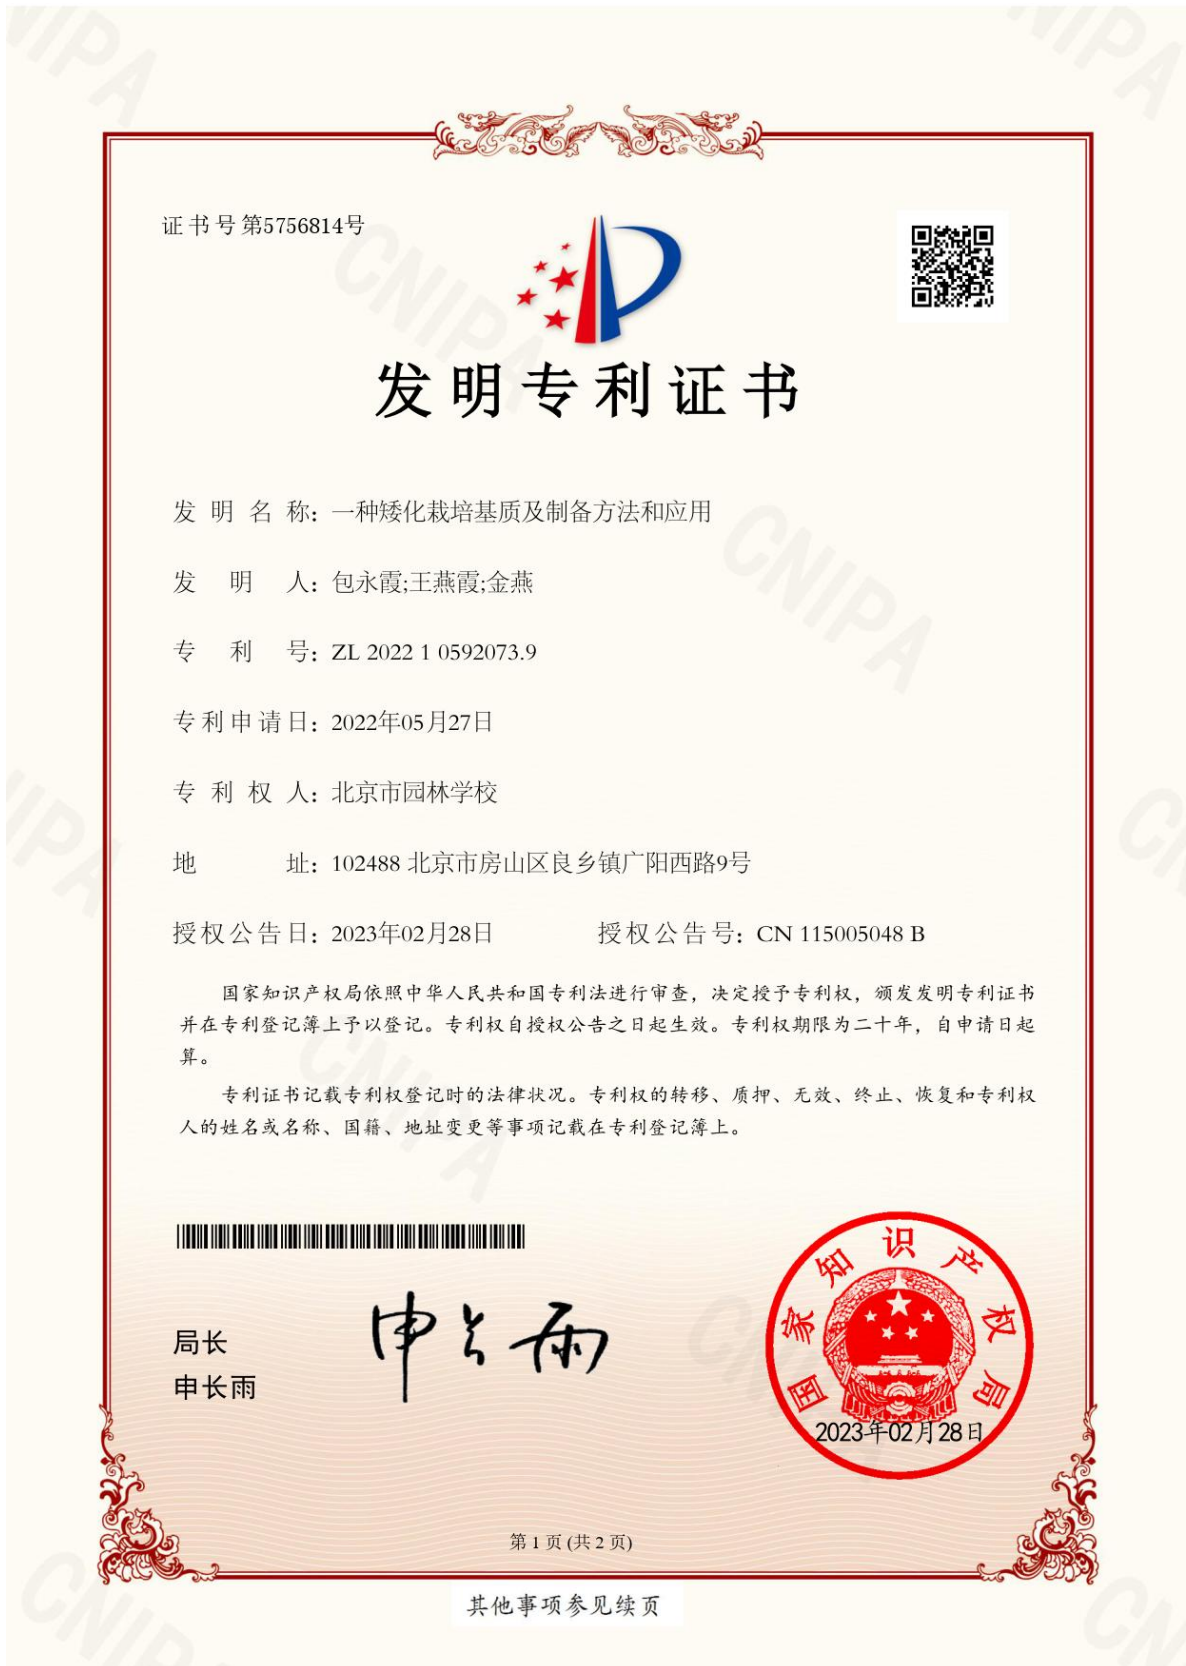 证书号第5756814号
发明专利证书
发明名称：一种矮化栽培基质及制备方法和应用
发明人：包永霞;王燕霞;金燕
专利号：ZL 2022 1 0592073.9
专利申请日：2022年05月27日
专利权人：北京市园林学校
地址：102488 北京市房山区良乡镇广阳西路9号
授权公告日：2023年02月28日 授权公告号：CN 115005048 B
国家知识产权局依照中华人民共和国专利法进行审查，决定授予专利权，颁发发明专利证书
并在专利登记簿上予以登记。专利权自授权公告之日起生效。专利权期限为二十年，自申请日起
算。
专利证书记载专利权登记时的法律状况。专利权的转移、质押、无效、终止、恢复和专利权
人的姓名或名称、国籍、地址变更等事项记载在专利登记簿上。
局长
申长雨
申长雨
国家知识产权局
2023年02月28日
第 1 页 (共 2 页)
其他事项参见续页
CNIPA
CNIPA
CNIPA
CNIPA
CNIPA